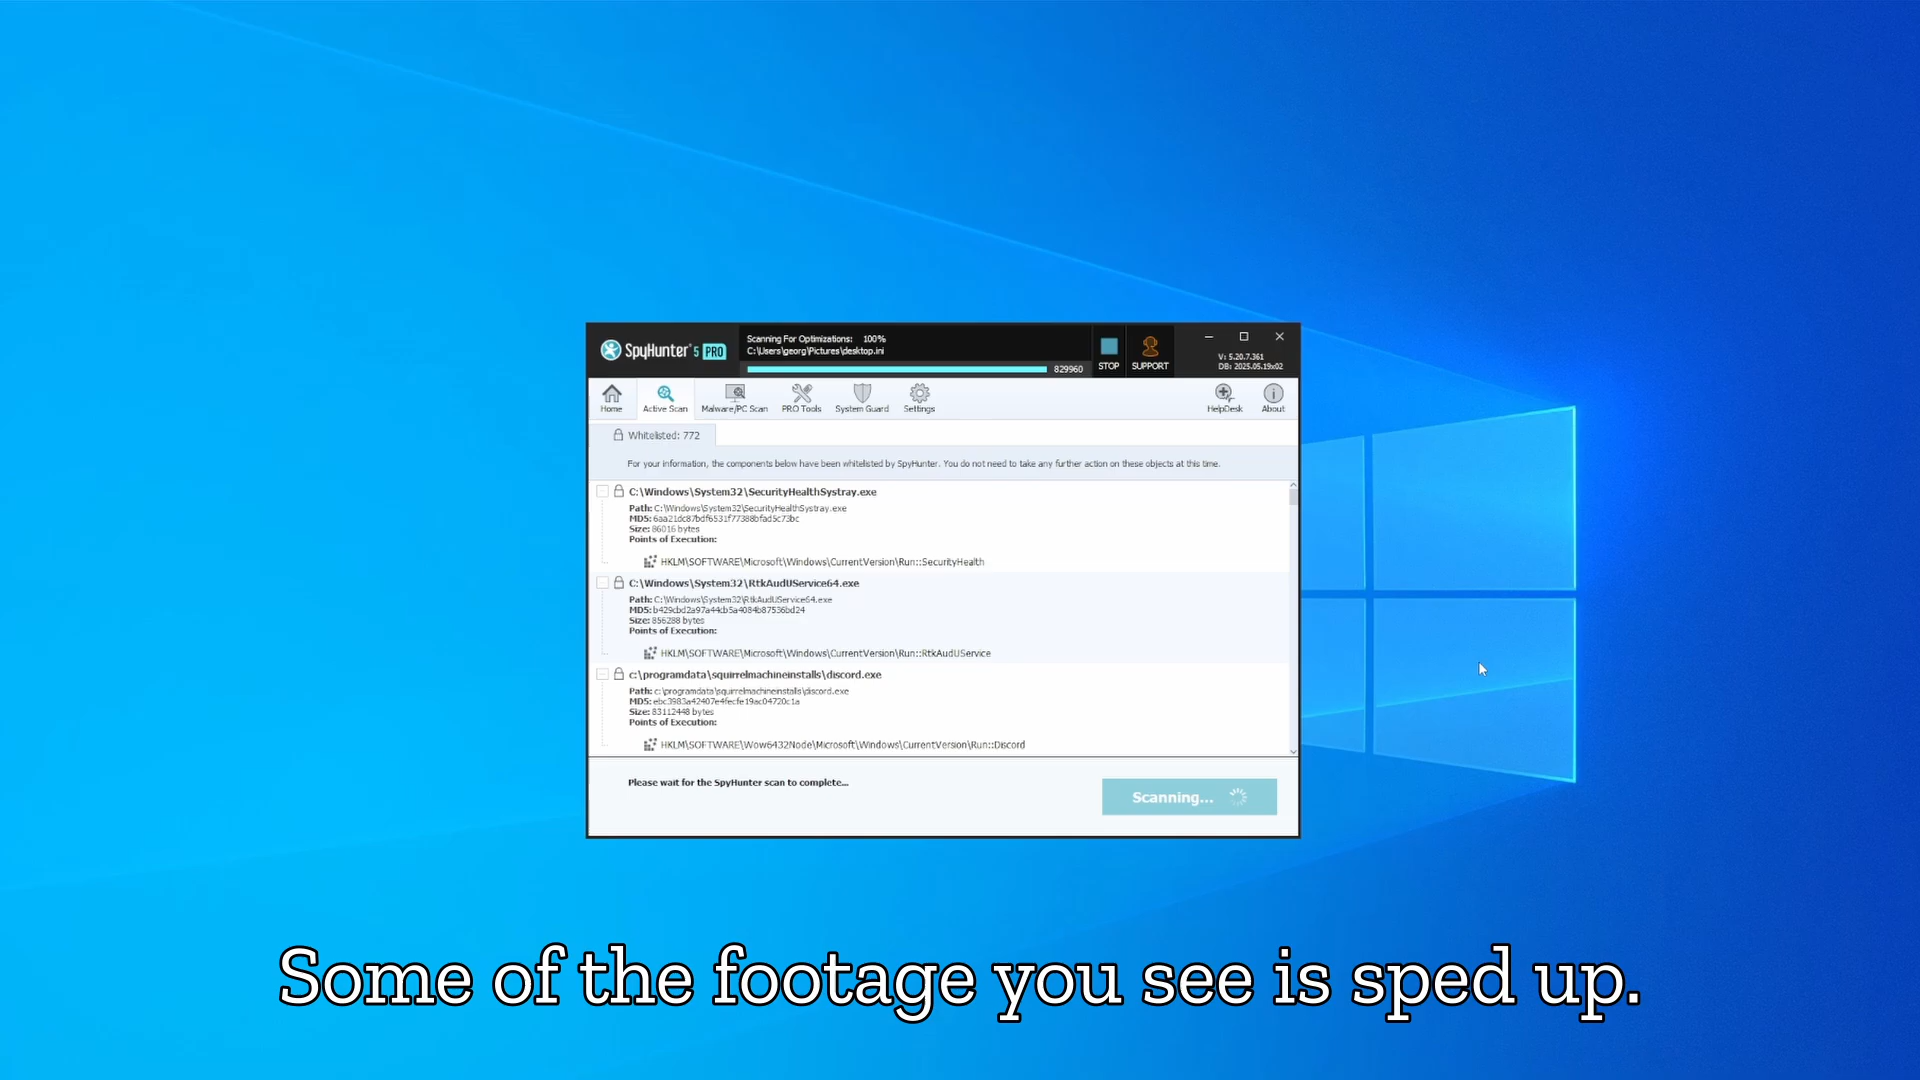 SpyHunter® 5 PRO
Scanning For Optimizations: 100%
C:\Users\georg\Pictures\desktop.ini
829960
STOP
SUPPORT
V: 5.20.7.361
DB: 2025.05.19x02
Home
Active Scan
Malware/PC Scan
PRO Tools
System Guard
Settings
HelpDesk
About
Whitelisted: 772
For your information, the components below have been whitelisted by SpyHunter. You do not need to take any further action on these objects at this time.
C:\Windows\System32\SecurityHealthSystray.exe
Path: C:\Windows\System32\SecurityHealthSystray.exe
MD5: 6aa21dc87bdf6531f77388bfad5c73bc
Size: 86016 bytes
Points of Execution:
HKLM\SOFTWARE\Microsoft\Windows\CurrentVersion\Run::SecurityHealth
C:\Windows\System32\RtkAudUService64.exe
Path: C:\Windows\System32\RtkAudUService64.exe
MD5: b429cbd2a97a44cb5a4084b87536bd24
Size: 856288 bytes
Points of Execution:
HKLM\SOFTWARE\Microsoft\Windows\CurrentVersion\Run::RtkAudUService
c:\programdata\squirrelmachineinstalls\discord.exe
Path: c:\programdata\squirrelmachineinstalls\discord.exe
MD5: ebc3983a42407e4fecfe19ac04720c1a
Size: 83112448 bytes
Points of Execution:
HKLM\SOFTWARE\Wow6432Node\Microsoft\Windows\CurrentVersion\Run::Discord
Please wait for the SpyHunter scan to complete...
Scanning...
Some of the footage you see is sped up.